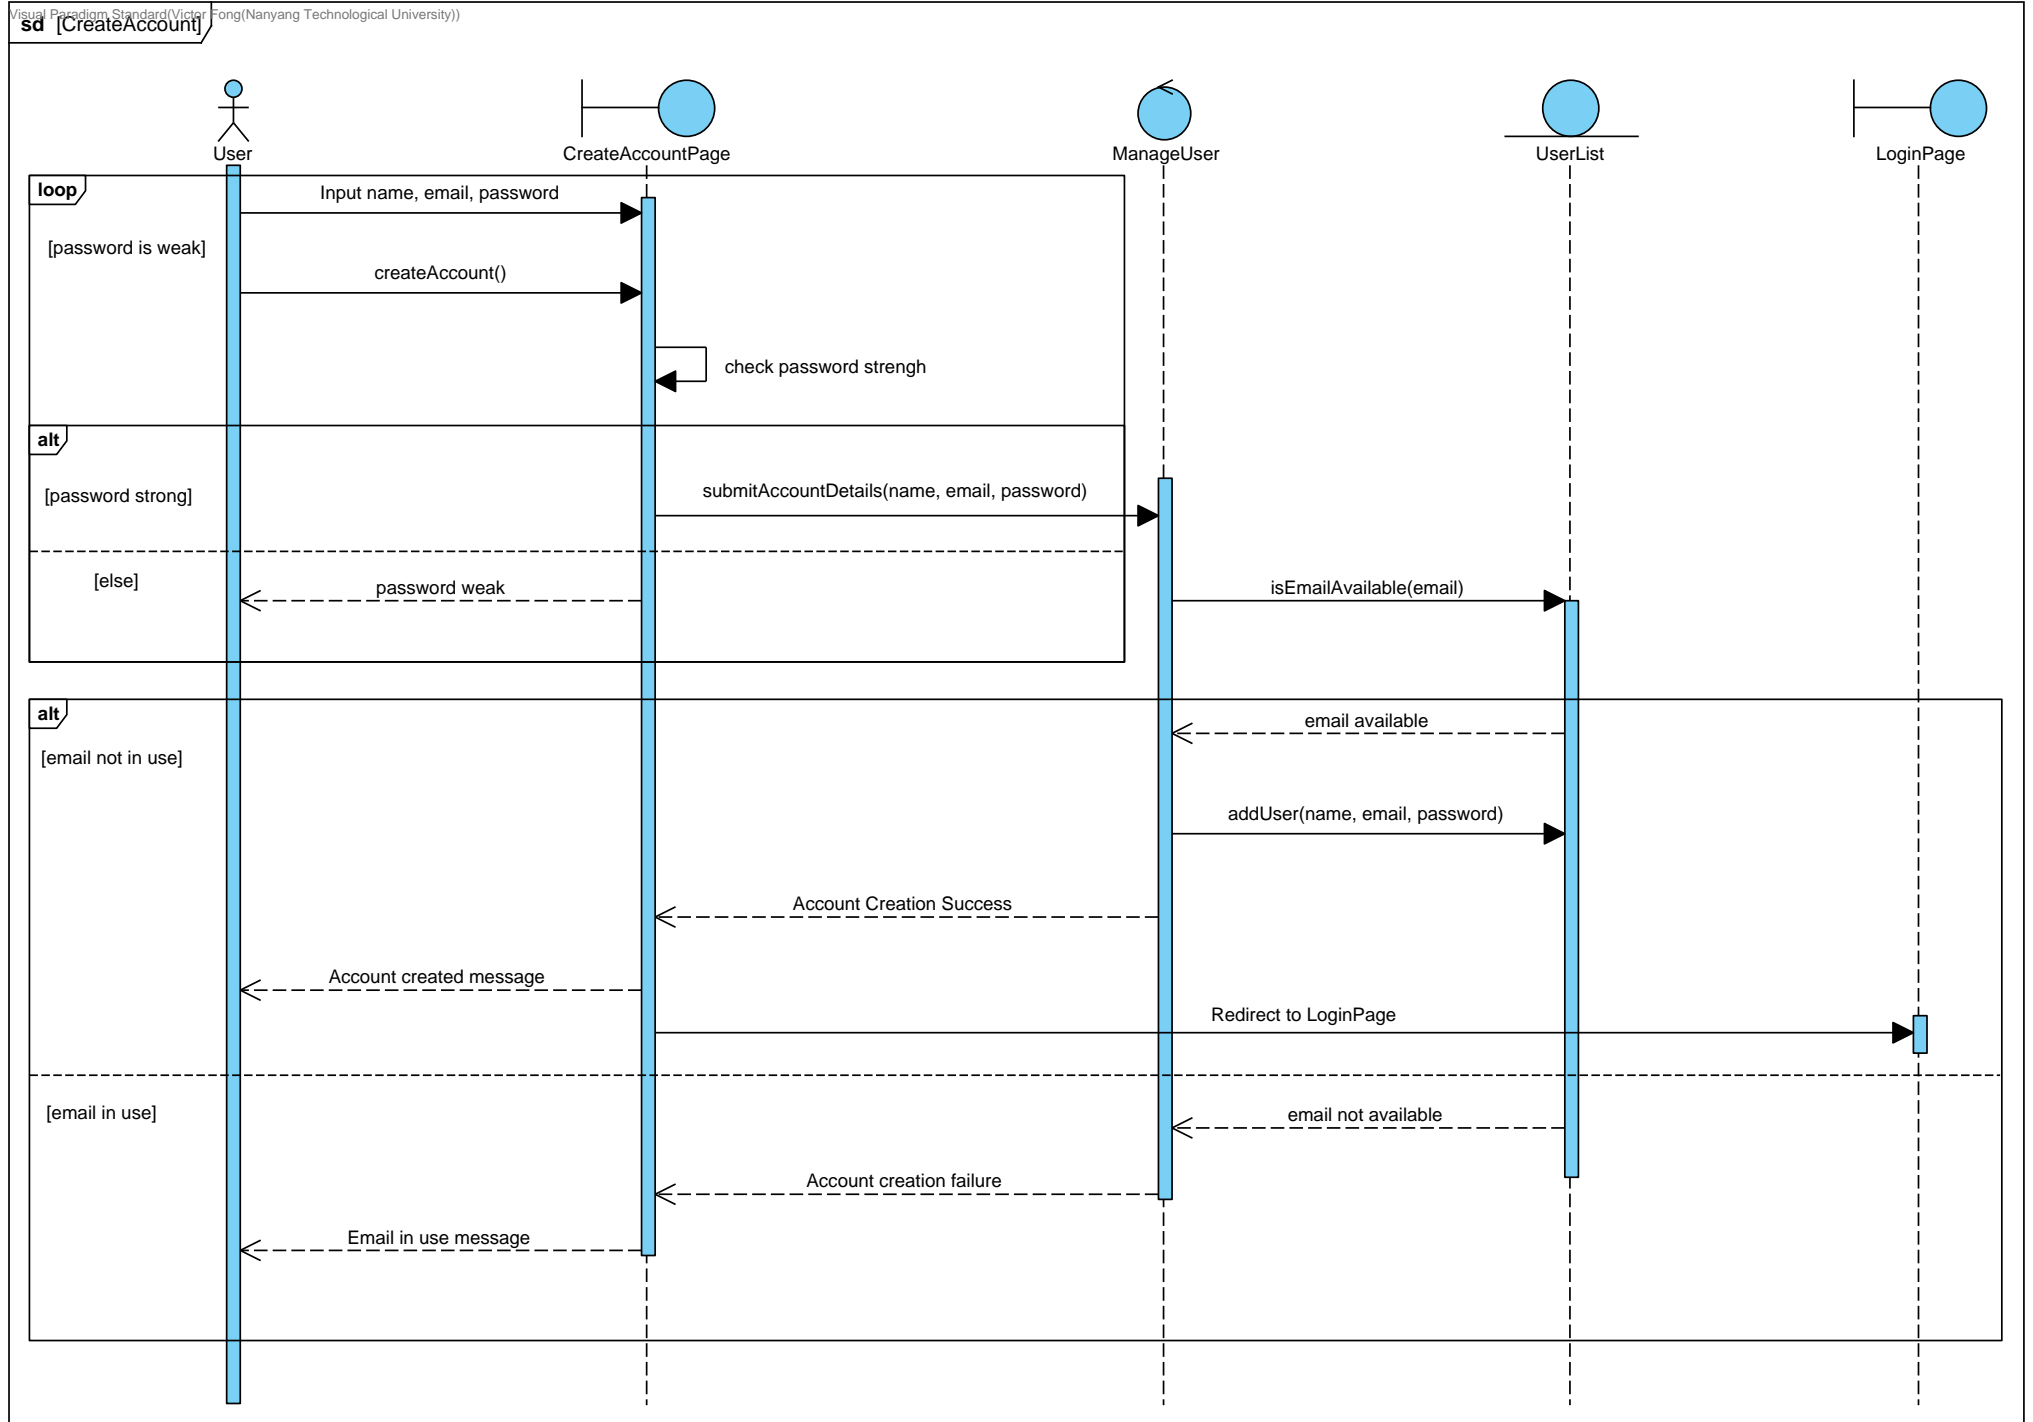 Visual Paradigm Standard(Victor Fong(Nanyang Technological University))
sd [CreateAccount]
User
CreateAccountPage
ManageUser
UserList
LoginPage
loop
Input name, email, password
[password is weak]
createAccount()
check password strengh
alt
[password strong]
submitAccountDetails(name, email, password)
[else]
password weak
isEmailAvailable(email)
alt
email available
[email not in use]
addUser(name, email, password)
Account Creation Success
Account created message
Redirect to LoginPage
[email in use]
email not available
Account creation failure
Email in use message